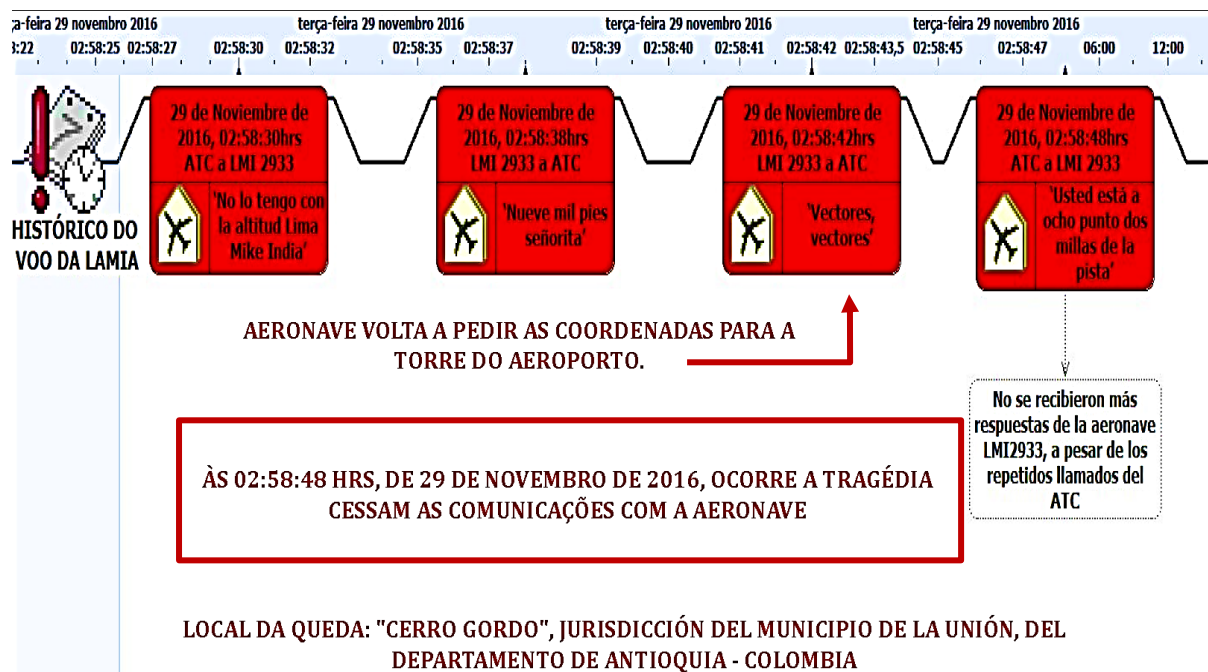 ça-feira 29 novembro 2016 terça-feira 29 novembro 2016 terça-feira 29 novembro 2016 terça-feira 29 novembro 2016
8:22 02:58:25 02:58:27 02:58:30 02:58:32 02:58:35 02:58:37 02:58:39 02:58:40 02:58:41 02:58:42 02:58:43,5 02:58:45 02:58:47 06:00 12:00
HISTÓRICO DO
VOO DA LAMIA
29 de Noviembre de
2016, 02:58:30hrs
ATC a LMI 2933
'No lo tengo con
la altitud Lima
Mike India'
29 de Noviembre de
2016, 02:58:38hrs
LMI 2933 a ATC
'Nueve mil pies
señorita'
29 de Noviembre de
2016, 02:58:42hrs
LMI 2933 a ATC
'Vectores,
vectores'
29 de Noviembre de
2016, 02:58:48hrs
ATC a LMI 2933
'Usted está a
ocho punto dos
millas de la
pista'
AERONAVE VOLTA A PEDIR AS COORDENADAS PARA A
TORRE DO AEROPORTO.
No se recibieron más
respuestas de la aeronave
LMI2933, a pesar de los
repetidos llamados del
ATC
ÀS 02:58:48 HRS, DE 29 DE NOVEMBRO DE 2016, OCORRE A TRAGÉDIA
CESSAM AS COMUNICAÇÕES COM A AERONAVE
LOCAL DA QUEDA: "CERRO GORDO", JURISDICCIÓN DEL MUNICIPIO DE LA UNIÓN, DEL
DEPARTAMENTO DE ANTIOQUIA - COLOMBIA